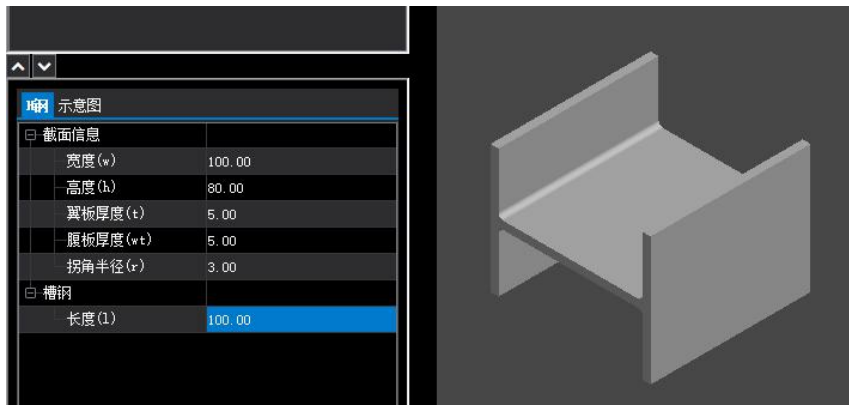 H钢 示意图
截面信息
宽度(w) 100.00
高度(h) 80.00
翼板厚度(t) 5.00
腹板厚度(wt) 5.00
拐角半径(r) 3.00
槽钢
长度(l) 100.00